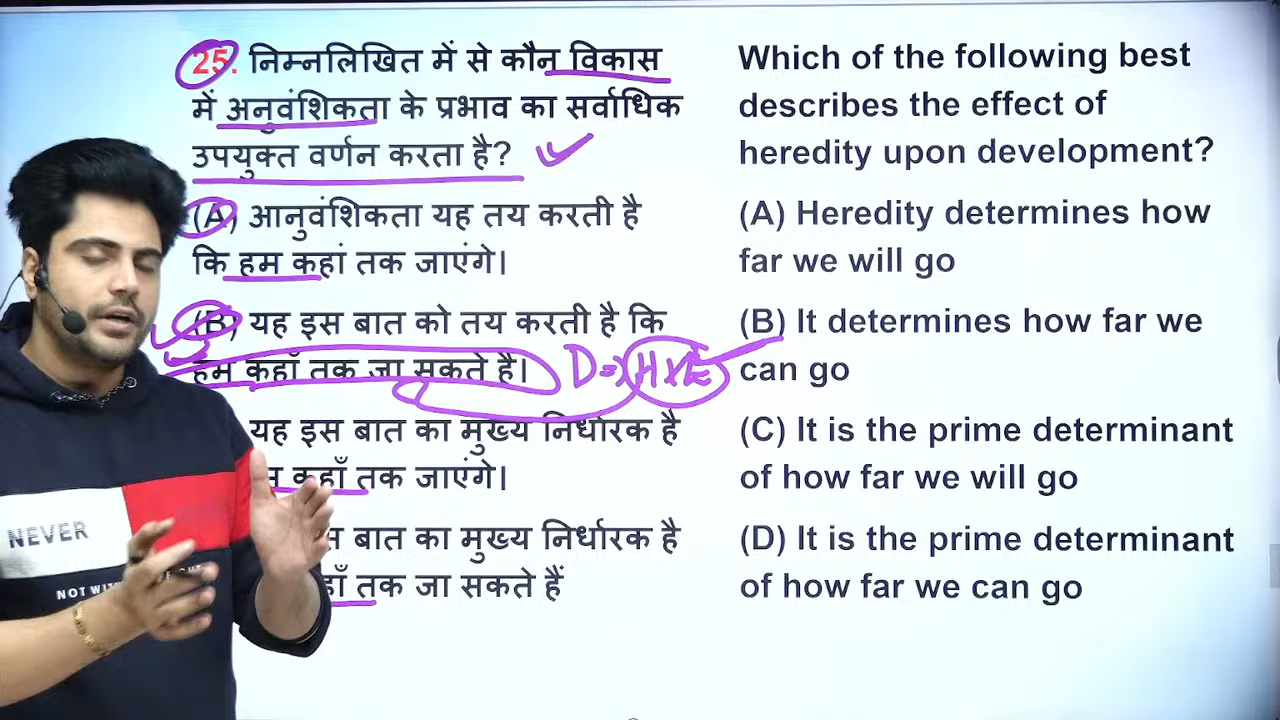 25. निम्नलिखित में से कौन विकास
में अनुवंशिकता के प्रभाव का सर्वाधिक
उपयुक्त वर्णन करता है?
(A) आनुवंशिकता यह तय करती है
कि हम कहां तक जाएंगे।
(B) यह इस बात को तय करती है कि
हम कहाँ तक जा सकते है।
D=>H×E
यह इस बात का मुख्य निर्धारक है
कहाँ तक जाएंगे।
बात का मुख्य निर्धारक है
तक जा सकते हैं
Which of the following best
describes the effect of
heredity upon development?
(A) Heredity determines how
far we will go
(B) It determines how far we
can go
(C) It is the prime determinant
of how far we will go
(D) It is the prime determinant
of how far we can go
NEVER